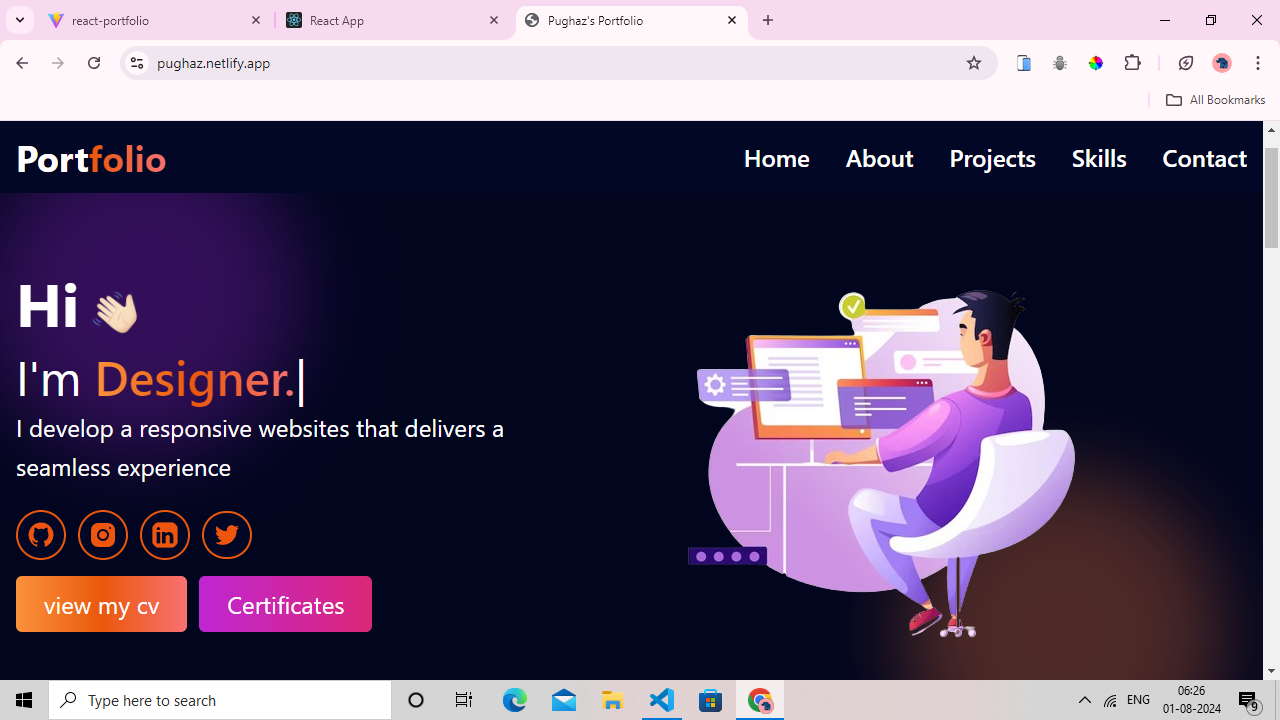 react-portfolio
React App
Pughaz's Portfolio
pughaz.netlify.app
All Bookmarks
Portfolio
Home
About
Projects
Skills
Contact
Hi 👋🏻
I'm Designer.|
I develop a responsive websites that delivers a
seamless experience
view my cv
Certificates
Type here to search
ENG
06:26
01-08-2024
9